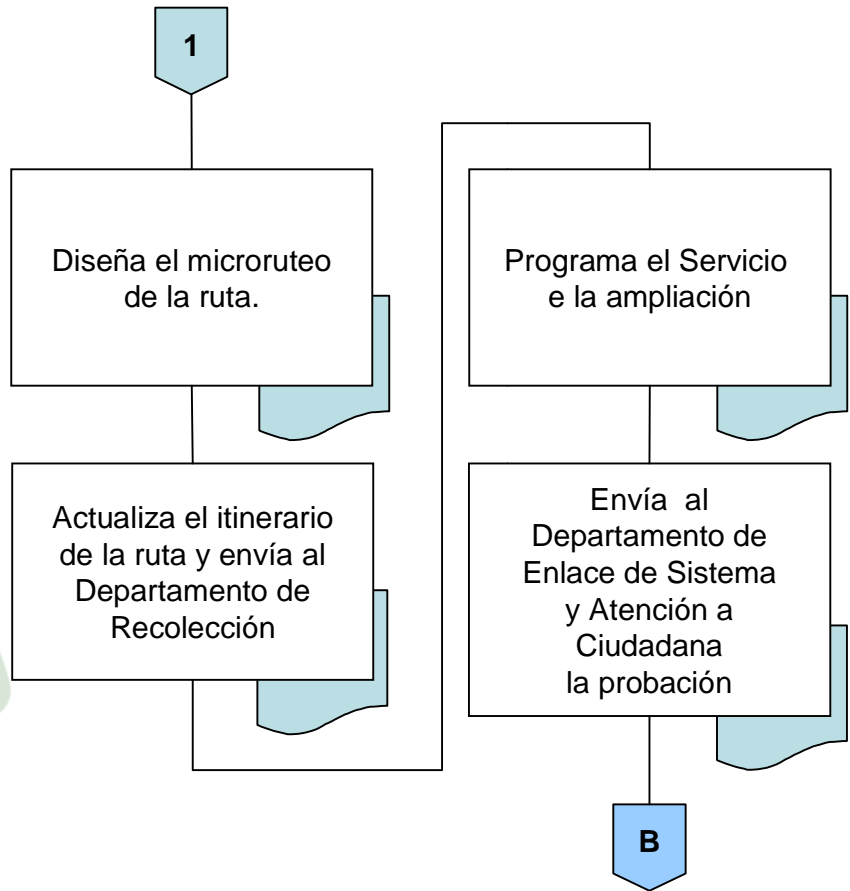 1
Diseña el microruteo
de la ruta.
Actualiza el itinerario
de la ruta y envía al
Departamento de
Recolección
Programa el Servicio
e la ampliación
Envía al
Departamento de
Enlace de Sistema
y Atención a
Ciudadana
la probación
B